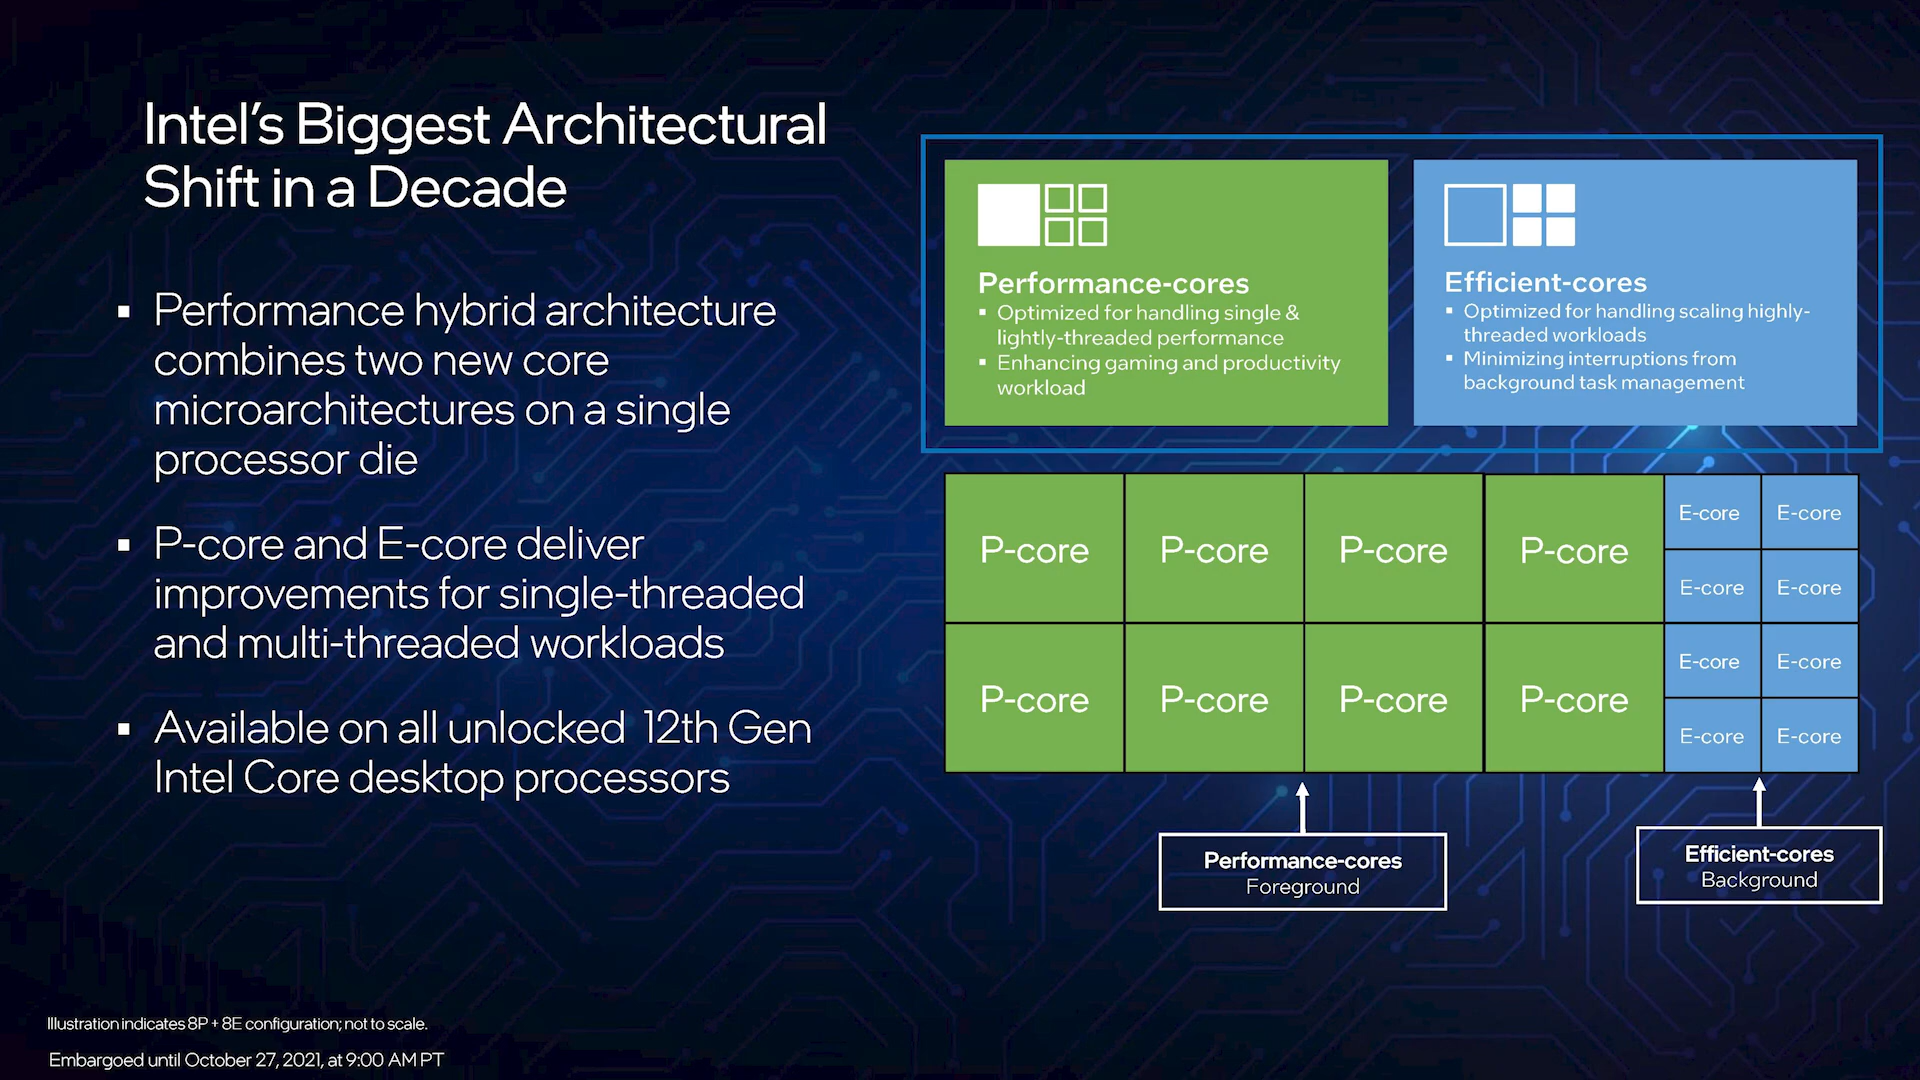 Intel's Biggest Architectural
Shift in a Decade
▪ Performance hybrid architecture
combines two new core
microarchitectures on a single
processor die
▪ P-core and E-core deliver
improvements for single-threaded
and multi-threaded workloads
▪ Available on all unlocked 12th Gen
Intel Core desktop processors
Performance-cores
▪ Optimized for handling single &
lightly-threaded performance
▪ Enhancing gaming and productivity
workload
Efficient-cores
▪ Optimized for handling scaling highly-
threaded workloads
▪ Minimizing interruptions from
background task management
P-core P-core P-core P-core
P-core P-core P-core P-core
E-core E-core
E-core E-core
E-core E-core
E-core E-core
Performance-cores
Foreground
Efficient-cores
Background
Illustration indicates 8P + 8E configuration; not to scale.
Embargoed until October 27, 2021, at 9:00 AM PT